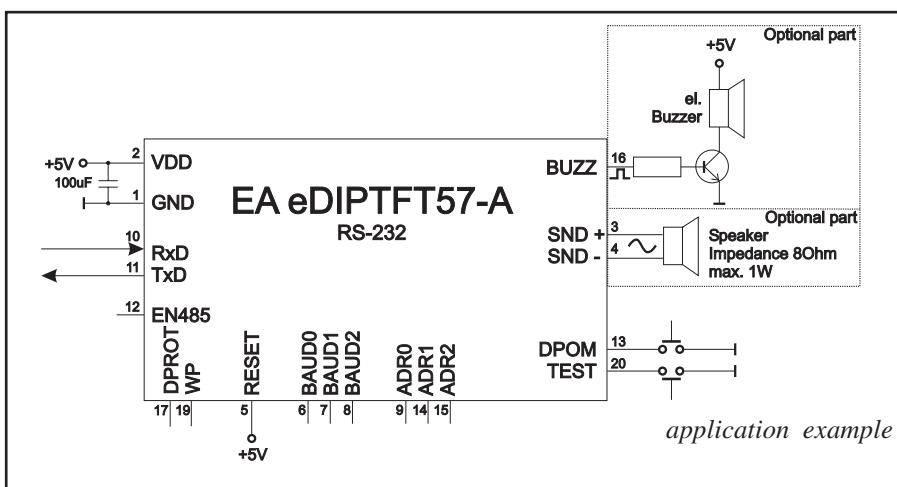 Optional part
+5V
el.
Buzzer
2
VDD
+5V
100uF
1
GND
EA eDIPTFT57-A
RS-232
BUZZ
16
Optional part
SND +
3
Speaker
SND -
4
Impedance 8Ohm
max. 1W
10
RxD
11
TxD
12
EN485
DPROT
WP
RESET
BAUD0
BAUD1
BAUD2
ADR0
ADR1
ADR2
DPOM
13
TEST
20
17
19
5
6
7
8
9
14
15
+5V
application example